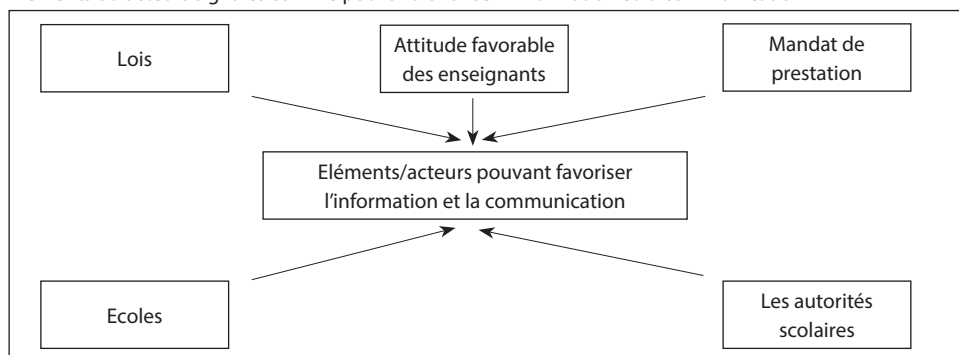 Lois
Attitude favorable
des enseignants
Mandat de
prestation
Eléments/acteurs pouvant favoriser
l'information et la communication
Ecoles
Les autorités
scolaires